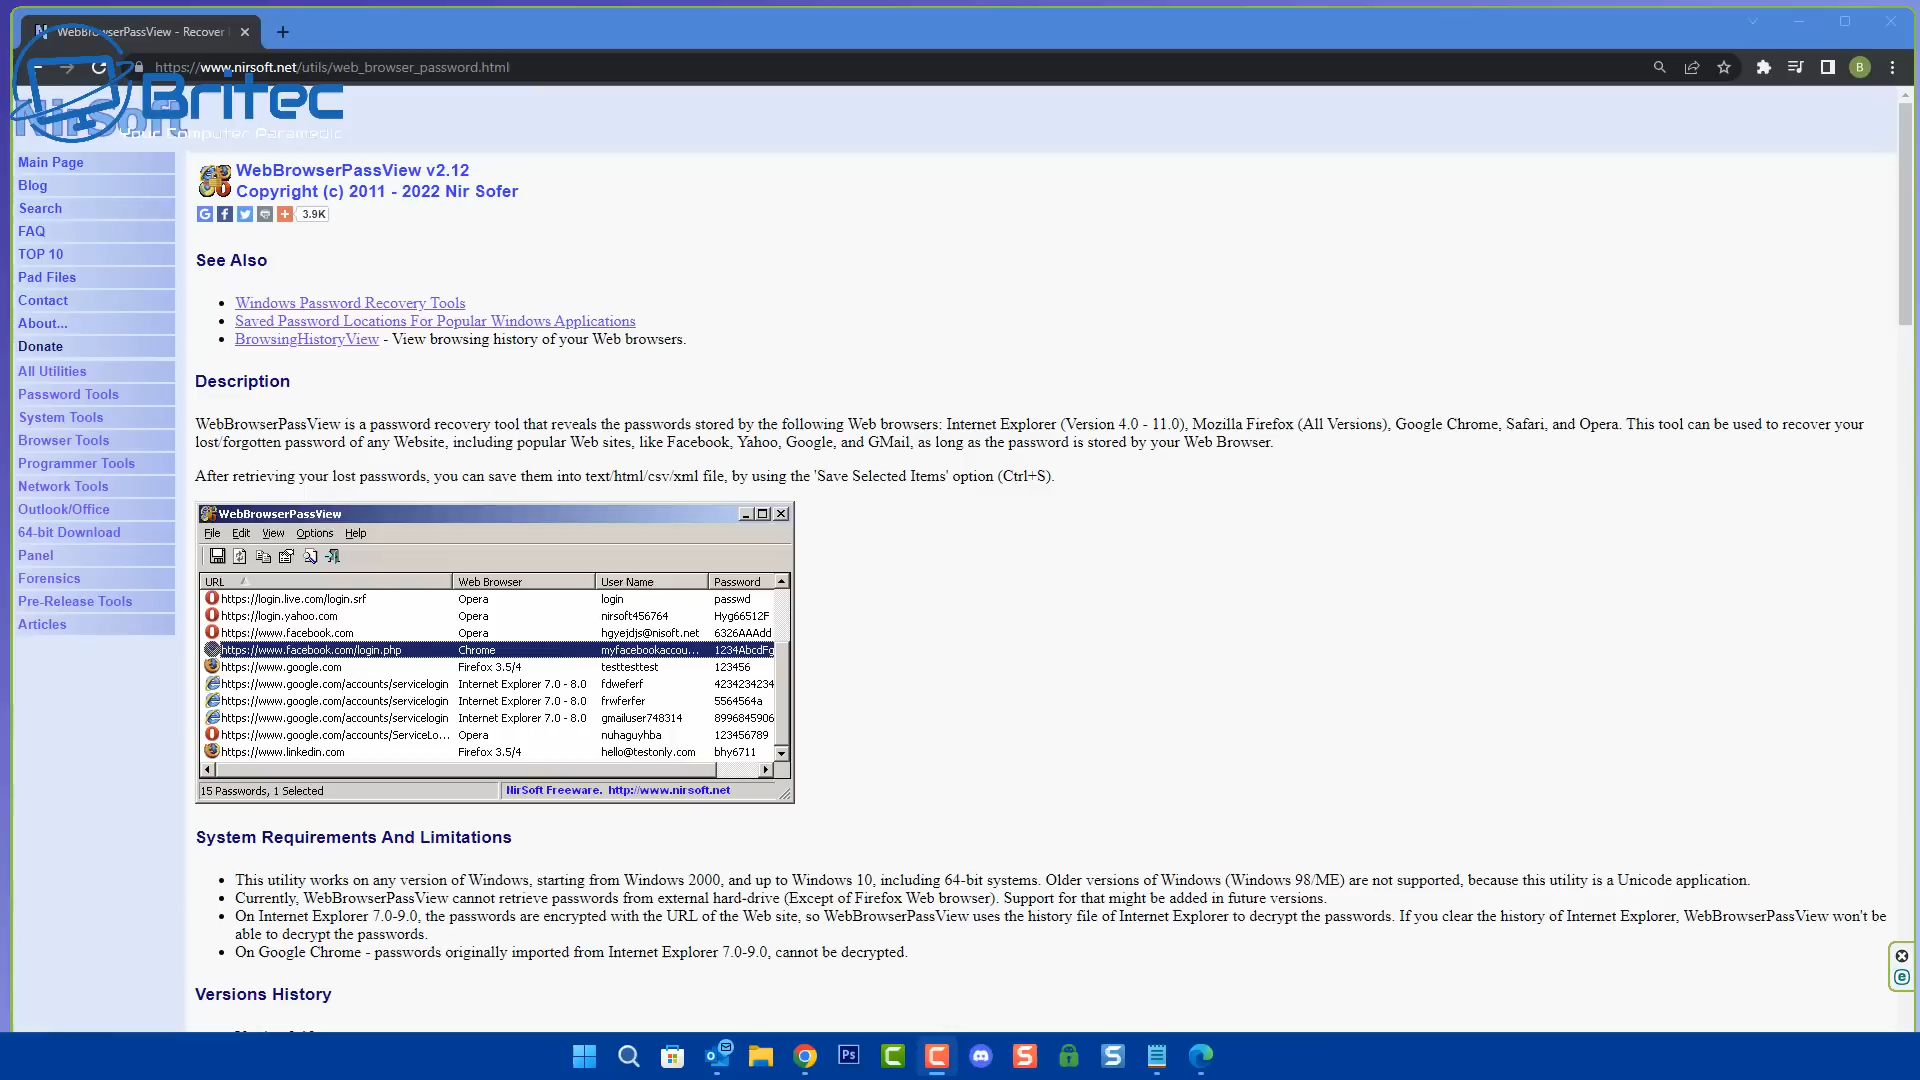 WebBrowserPassView - Recover
https://www.nirsoft.net/utils/web_browser_password.html
B
Britec
Your Computer Paramedic
NirSoft
Main Page
Blog
Search
FAQ
TOP 10
Pad Files
Contact
About...
Donate
All Utilities
Password Tools
System Tools
Browser Tools
Programmer Tools
Network Tools
Outlook/Office
64-bit Download
Panel
Forensics
Pre-Release Tools
Articles
WebBrowserPassView v2.12
Copyright (c) 2011 - 2022 Nir Sofer
3.9K
See Also
Windows Password Recovery Tools
Saved Password Locations For Popular Windows Applications
BrowsingHistoryView - View browsing history of your Web browsers.
Description
WebBrowserPassView is a password recovery tool that reveals the passwords stored by the following Web browsers: Internet Explorer (Version 4.0 - 11.0), Mozilla Firefox (All Versions), Google Chrome, Safari, and Opera. This tool can be used to recover your
lost/forgotten password of any Website, including popular Web sites, like Facebook, Yahoo, Google, and GMail, as long as the password is stored by your Web Browser.
After retrieving your lost passwords, you can save them into text/html/csv/xml file, by using the 'Save Selected Items' option (Ctrl+S).
WebBrowserPassView
File Edit View Options Help
URL Web Browser User Name Password
https://login.live.com/login.srf Opera login passwd
https://login.yahoo.com Opera nirsoft456764 Hyg66512F
https://www.facebook.com Opera hgyejdjs@nisoft.net 6326AAAdd
https://www.facebook.com/login.php Chrome myfacebookaccou... 1234AbcdFg
https://www.google.com Firefox 3.5/4 testtesttest 123456
https://www.google.com/accounts/servicelogin Internet Explorer 7.0 - 8.0 fdweferf 4234234234
https://www.google.com/accounts/servicelogin Internet Explorer 7.0 - 8.0 frwferfer 5564564a
https://www.google.com/accounts/servicelogin Internet Explorer 7.0 - 8.0 gmailuser748314 8996845906
https://www.google.com/accounts/ServiceLo... Opera nuhaguyhba 123456789
https://www.linkedin.com Firefox 3.5/4 hello@testonly.com bhy6711
15 Passwords, 1 Selected NirSoft Freeware. http://www.nirsoft.net
System Requirements And Limitations
This utility works on any version of Windows, starting from Windows 2000, and up to Windows 10, including 64-bit systems. Older versions of Windows (Windows 98/ME) are not supported, because this utility is a Unicode application.
Currently, WebBrowserPassView cannot retrieve passwords from external hard-drive (Except of Firefox Web browser). Support for that might be added in future versions.
On Internet Explorer 7.0-9.0, the passwords are encrypted with the URL of the Web site, so WebBrowserPassView uses the history file of Internet Explorer to decrypt the passwords. If you clear the history of Internet Explorer, WebBrowserPassView won't be
able to decrypt the passwords.
On Google Chrome - passwords originally imported from Internet Explorer 7.0-9.0, cannot be decrypted.
Versions History
Ps